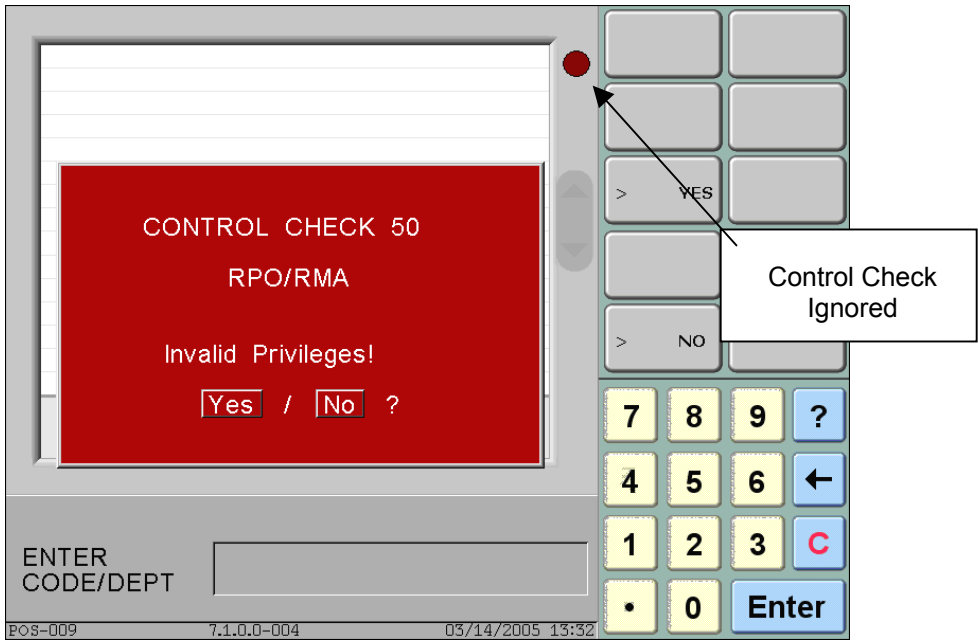 CONTROL CHECK 50
RPO/RMA
Invalid Privileges!
Yes / No ?
ENTER
CODE/DEPT
POS-009 7.1.0.0-004 03/14/2005 13:32
> YES
> NO
Control Check
Ignored
7 8 9 ?
4 5 6 ←
1 2 3 C
. 0 Enter